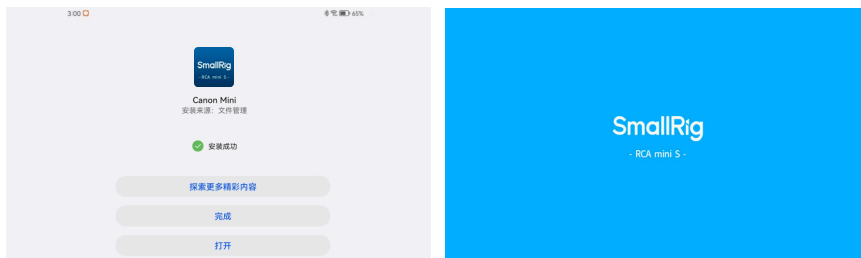 3:00
65%
SmallRig
- RCA mini S -
Canon Mini
安装来源：文件管理
安装成功
探索更多精彩内容
完成
打开
SmallRig
- RCA mini S -